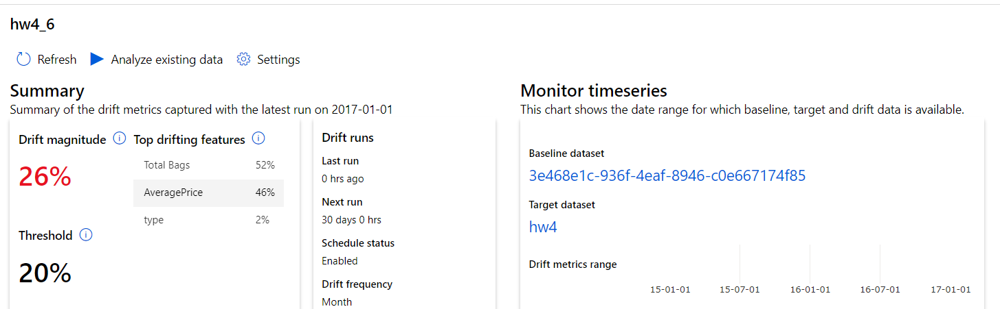 hw4_6
Refresh
Analyze existing data
Settings
Summary
Summary of the drift metrics captured with the latest run on 2017-01-01
Drift magnitude
26%
Threshold
20%
Top drifting features
Total Bags 52%
AveragePrice 46%
type 2%
Drift runs
Last run
0 hrs ago
Next run
30 days 0 hrs
Schedule status
Enabled
Drift frequency
Month
Monitor timeseries
This chart shows the date range for which baseline, target and drift data is available.
Baseline dataset
3e468e1c-936f-4eaf-8946-c0e667174f85
Target dataset
hw4
Drift metrics range
15-01-01 15-07-01 16-01-01 16-07-01 17-01-01